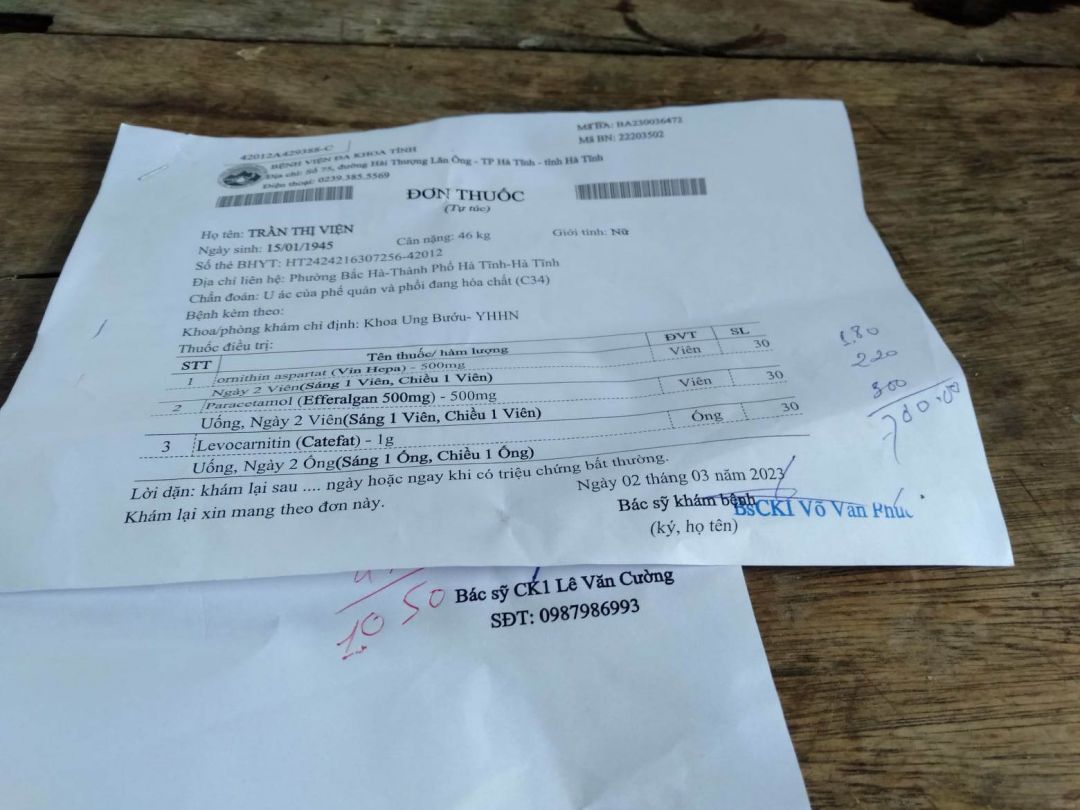 42012A429388-C
Mã BA: BA230036472
Mã BN: 22203502
BỆNH VIỆN ĐA KHOA TỈNH
Địa chỉ: Số 75, đường Hải Thượng Lãn Ông - TP Hà Tĩnh - tỉnh Hà Tĩnh
Điện thoại: 0239.385.5569
ĐƠN THUỐC
(Tự túc)
Họ tên: TRẦN THỊ VIỆN
Ngày sinh: 15/01/1945 Cân nặng: 46 kg Giới tính: Nữ
Số thẻ BHYT: HT2424216307256-42012
Địa chỉ liên hệ: Phường Bắc Hà-Thành Phố Hà Tĩnh-Hà Tĩnh
Chẩn đoán: U ác của phế quản và phổi đang hóa chất (C34)
Bệnh kèm theo:
Khoa/phòng khám chỉ định: Khoa Ung Bướu- YHHN
Thuốc điều trị:
STT Tên thuốc/ hàm lượng ĐVT SL
1 ornithin aspartat (Vin Hepa) - 500mg Viên 30
Ngày 2 Viên(Sáng 1 Viên, Chiều 1 Viên)
2 Paracetamol (Efferalgan 500mg) - 500mg Viên 30
Uống, Ngày 2 Viên(Sáng 1 Viên, Chiều 1 Viên)
3 Levocarnitin (Catefat) - 1g Ống 30
Uống, Ngày 2 Ống(Sáng 1 Ống, Chiều 1 Ống)
180
220
300
Lời dặn: khám lại sau .... ngày hoặc ngay khi có triệu chứng bất thường.
Khám lại xin mang theo đơn này.
Ngày 02 tháng 03 năm 2023
Bác sỹ khám bệnh
BsCKI Võ Văn Phúc
(ký, họ tên)
1050
Bác sỹ CK1 Lê Văn Cường
SĐT: 0987986993